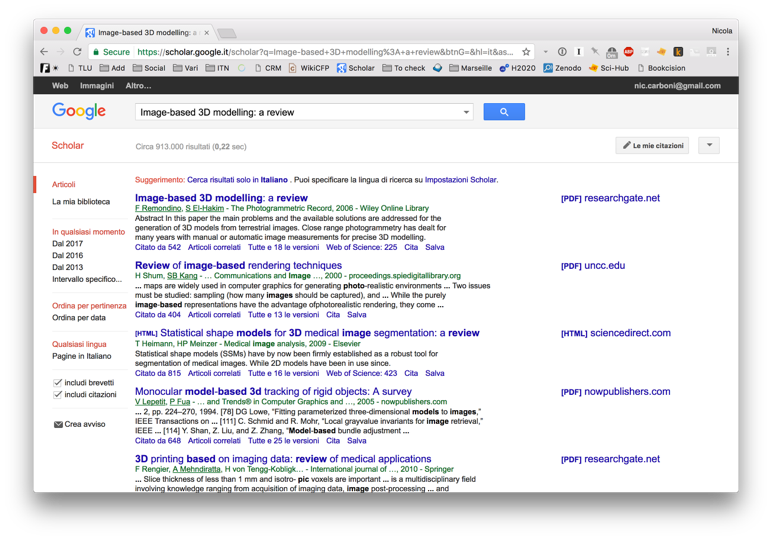 Nicola
Image-based 3D modelling: a r
Secure https://scholar.google.it/scholar?q=Image-based+3D+modelling%3A+a+review&btnG=&hl=it&as...
TLU Add Social Vari ITN CRM WikiCFP Scholar To check Marseille H2020 Zenodo Sci-Hub Bookcision
Web Immagini Altro... nic.carboni@gmail.com
Google Image-based 3D modelling: a review
Scholar Circa 913.000 risultati (0,22 sec) Le mie citazioni
Articoli
La mia biblioteca
In qualsiasi momento
Dal 2017
Dal 2016
Dal 2013
Intervallo specifico...
Ordina per pertinenza
Ordina per data
Qualsiasi lingua
Pagine in Italiano
includi brevetti
includi citazioni
Crea avviso
Suggerimento: Cerca risultati solo in Italiano . Puoi specificare la lingua di ricerca su Impostazioni Scholar.
Image-based 3D modelling: a review [PDF] researchgate.net
F Remondino, S El-Hakim - The Photogrammetric Record, 2006 - Wiley Online Library
Abstract In this paper the main problems and the available solutions are addressed for the
generation of 3D models from terrestrial images. Close range photogrammetry has dealt for
many years with manual or automatic image measurements for precise 3D modelling.
Citato da 542 Articoli correlati Tutte e 18 le versioni Web of Science: 225 Cita Salva
Review of image-based rendering techniques [PDF] uncc.edu
H Shum, SB Kang - ... Communications and Image ..., 2000 - proceedings.spiedigitallibrary.org
... maps are widely used in computer graphics for generating photo-realistic environments ... Two issues
must be studied: sampling (how many images should be captured), and ... While the purely
image-based representations have the advantage ofphotorealistic rendering, they come ...
Citato da 404 Articoli correlati Tutte e 13 le versioni Cita Salva
[HTML] Statistical shape models for 3D medical image segmentation: a review [HTML] sciencedirect.com
T Heimann, HP Meinzer - Medical image analysis, 2009 - Elsevier
Statistical shape models (SSMs) have by now been firmly established as a robust tool for
segmentation of medical images. While 2D models have been in use since.
Citato da 815 Articoli correlati Tutte e 16 le versioni Web of Science: 423 Cita Salva
Monocular model-based 3d tracking of rigid objects: A survey [PDF] nowpublishers.com
V Lepetit, P Fua - ... and Trends® in Computer Graphics and ..., 2005 - nowpublishers.com
... 2, pp. 224–270, 1994. [78] DG Lowe, “Fitting parameterized three-dimensional models to images,”
IEEE Transactions on ... [111] C. Schmid and R. Mohr, “Local grayvalue invariants for image retrieval,”
IEEE ... [114] Y. Shan, Z. Liu, and Z. Zhang, “Model-based bundle adjustment ...
Citato da 648 Articoli correlati Tutte e 25 le versioni Cita Salva
3D printing based on imaging data: review of medical applications [PDF] researchgate.net
F Rengier, A Mehndiratta, H von Tengg-Kobligk... - International journal of ..., 2010 - Springer
... Slice thickness of less than 1 mm and isotro- pic voxels are important ... is a multidisciplinary field
involving knowledge ranging from acquisition of imaging data, image post-processing ... and